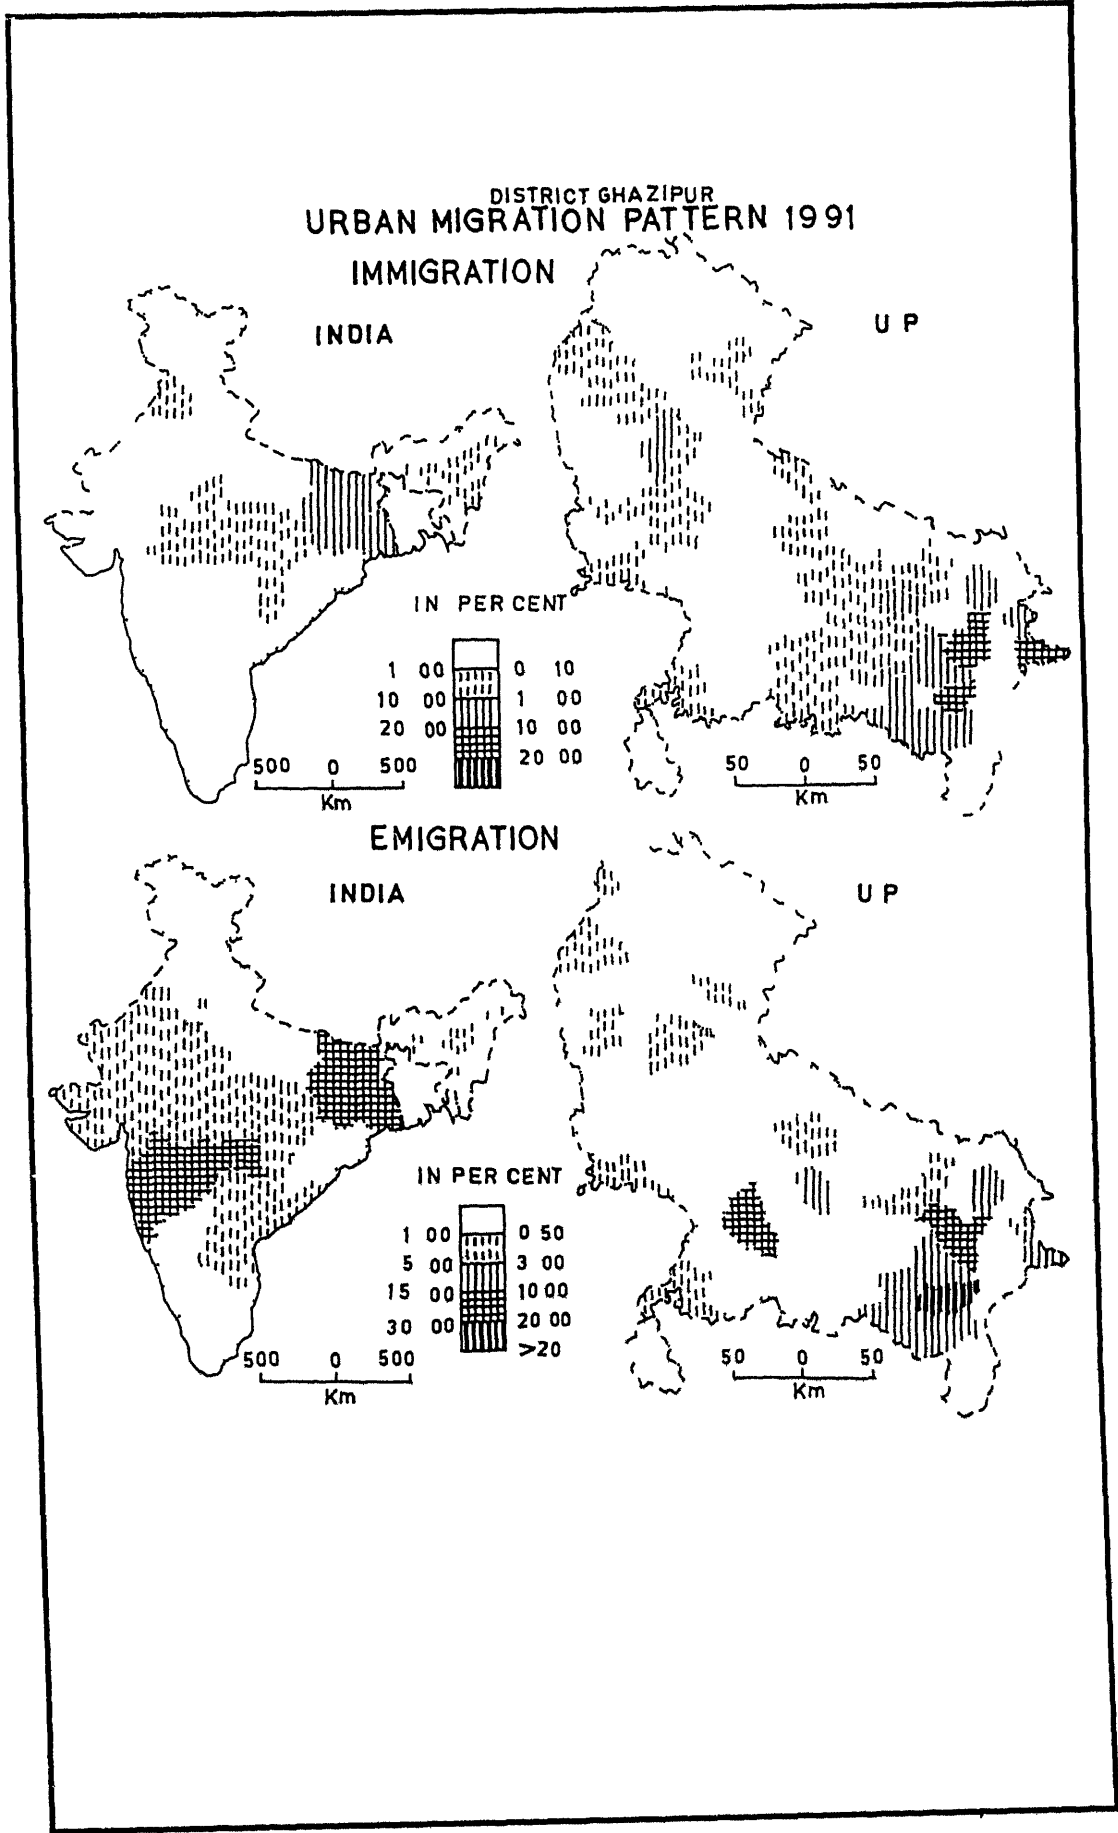 DISTRICT GHAZIPUR
URBAN MIGRATION PATTERN 1991
IMMIGRATION
INDIA
U P
IN PER CENT
1 00 0 10
10 00 1 00
20 00 10 00
20 00
500 0 500
Km
50 0 50
Km
EMIGRATION
INDIA
U P
IN PER CENT
1 00 0 50
5 00 3 00
15 00 10 00
30 00 20 00
>20
500 0 500
Km
50 0 50
Km